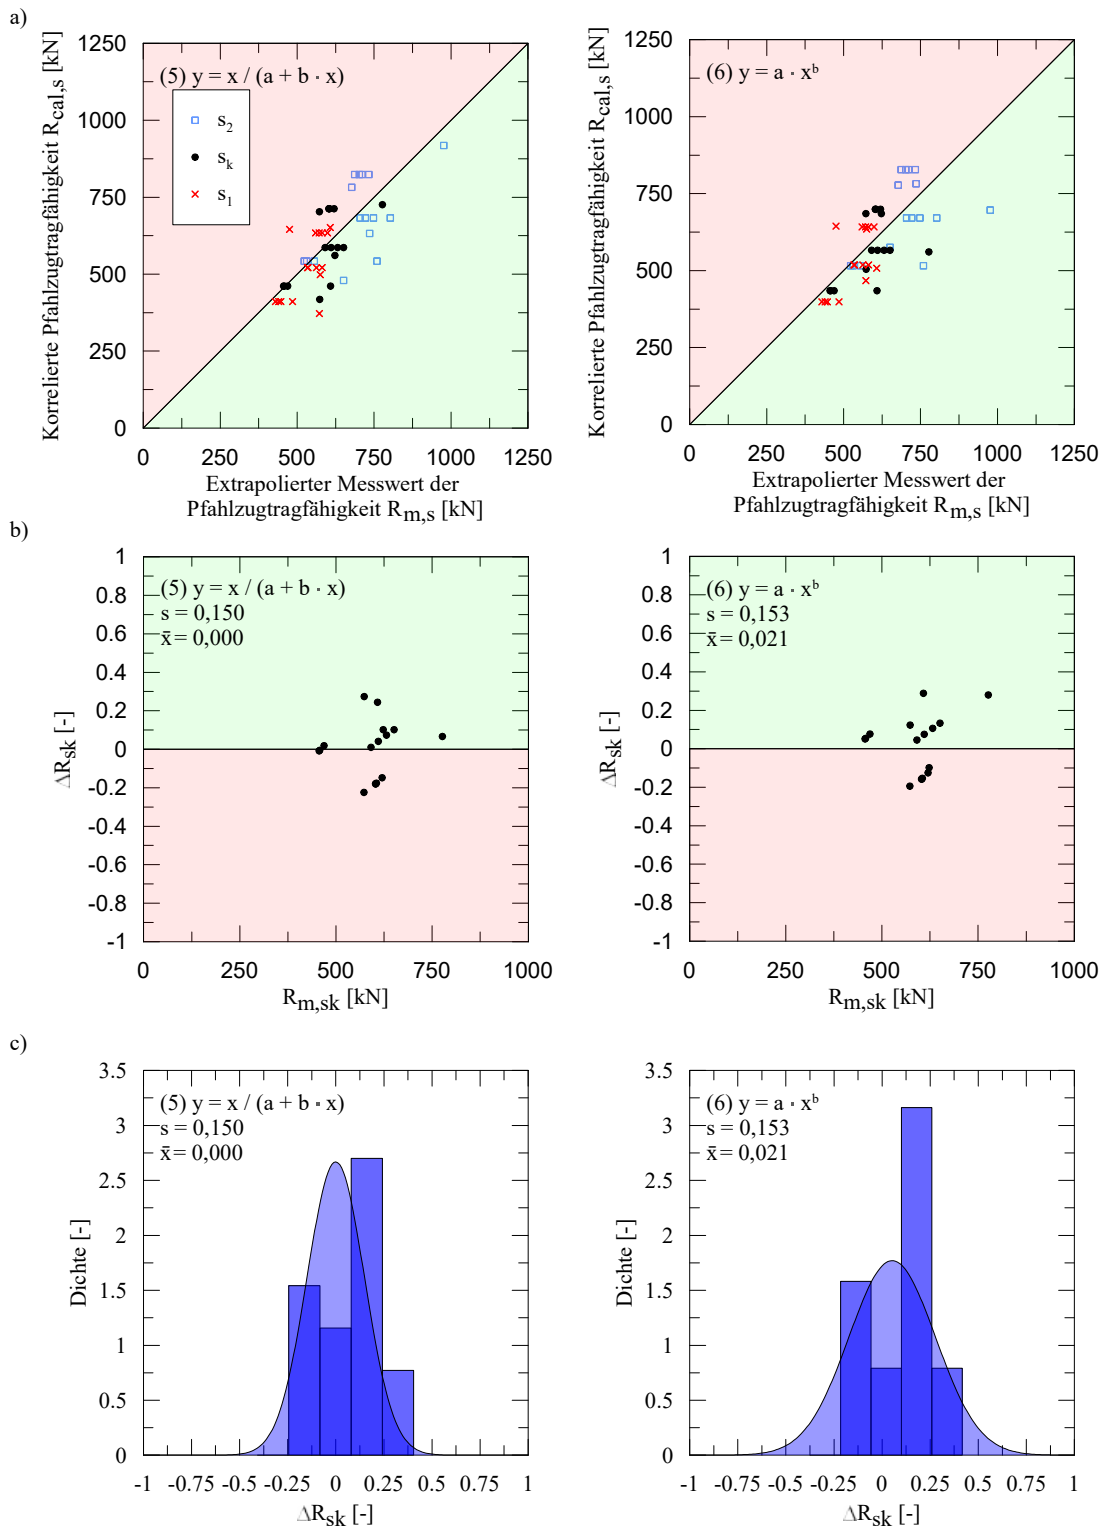 a)
Korrelierte Pfahlzugtragfähigkeit Rcal,s [kN]
1250
1000
750
500
250
0
(5) y = x / (a + b · x)
s2
sk
s1
0 250 500 750 1000 1250
Extrapolierter Messwert der
Pfahlzugtragfähigkeit Rm,s [kN]
Korrelierte Pfahlzugtragfähigkeit Rcal,s [kN]
1250
1000
750
500
250
0
(6) y = a · x^b
0 250 500 750 1000 1250
Extrapolierter Messwert der
Pfahlzugtragfähigkeit Rm,s [kN]
b)
ΔRsk [-]
1
0.8
0.6
0.4
0.2
0
-0.2
-0.4
-0.6
-0.8
-1
(5) y = x / (a + b · x)
s = 0,150
x̄ = 0,000
0 250 500 750 1000
Rm,sk [kN]
ΔRsk [-]
1
0.8
0.6
0.4
0.2
0
-0.2
-0.4
-0.6
-0.8
-1
(6) y = a · x^b
s = 0,153
x̄ = 0,021
0 250 500 750 1000
Rm,sk [kN]
c)
Dichte [-]
3.5
3
2.5
2
1.5
1
0.5
0
(5) y = x / (a + b · x)
s = 0,150
x̄ = 0,000
-1 -0.75 -0.5 -0.25 0 0.25 0.5 0.75 1
ΔRsk [-]
Dichte [-]
3.5
3
2.5
2
1.5
1
0.5
0
(6) y = a · x^b
s = 0,153
x̄ = 0,021
-1 -0.75 -0.5 -0.25 0 0.25 0.5 0.75 1
ΔRsk [-]